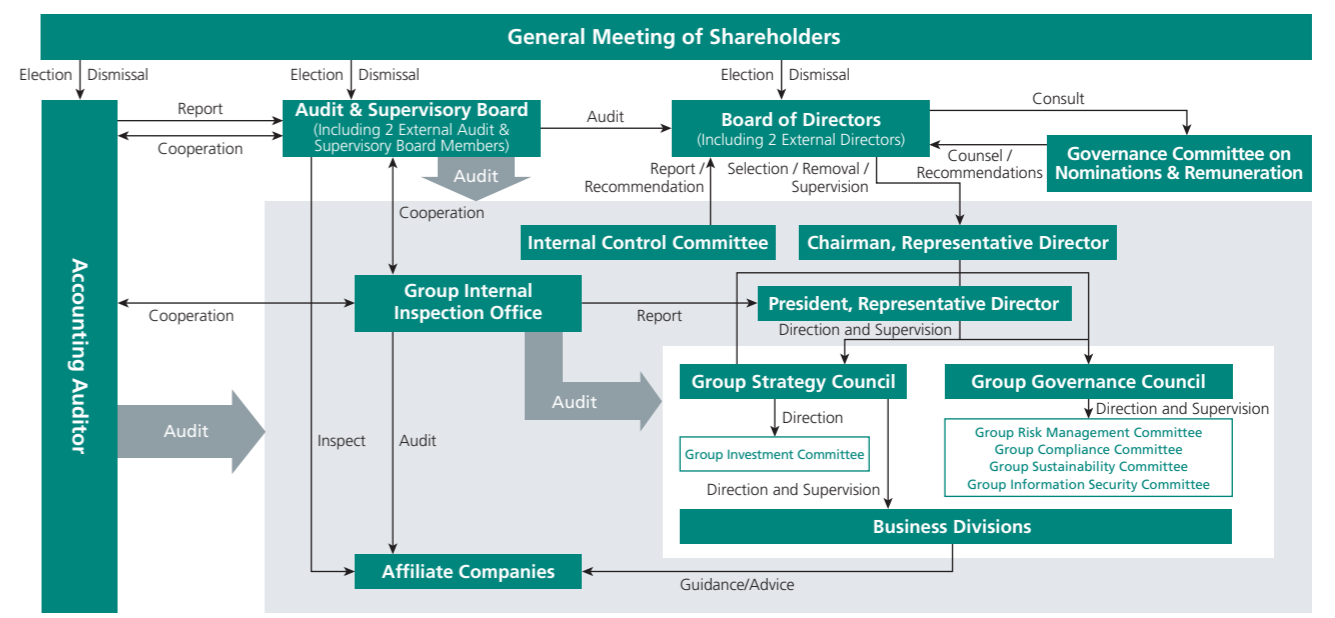 General Meeting of Shareholders
Election Dismissal
Election Dismissal
Election Dismissal
Report
Cooperation
Audit & Supervisory Board
(Including 2 External Audit &
Supervisory Board Members)
Audit
Board of Directors
(Including 2 External Directors)
Consult
Counsel /
Recommendations
Governance Committee on
Nominations & Remuneration
Audit
Cooperation
Report /
Recommendation
Selection / Removal /
Supervision
Internal Control Committee
Chairman, Representative Director
Accounting Auditor
Cooperation
Group Internal
Inspection Office
Report
President, Representative Director
Direction and Supervision
Audit
Audit
Inspect
Audit
Group Strategy Council
Direction
Group Investment Committee
Direction and Supervision
Group Governance Council
Direction and Supervision
Group Risk Management Committee
Group Compliance Committee
Group Sustainability Committee
Group Information Security Committee
Business Divisions
Affiliate Companies
Guidance/Advice